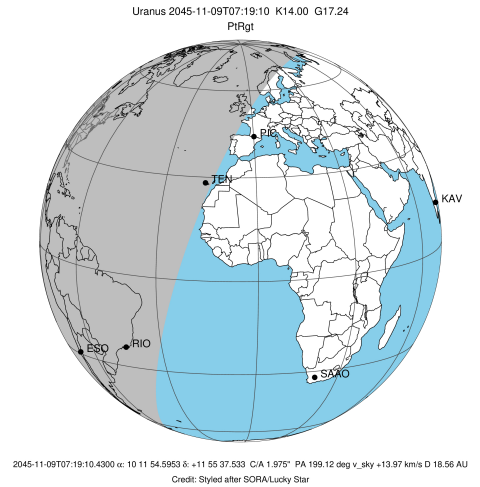 Uranus 2045-11-09T07:19:10 K14.00 G17.24
PtRgt
PIC
TEN
KAV
RIO
ESO
SAAO
2045-11-09T07:19:10.4300 α: 10 11 54.5953 δ: +11 55 37.533 C/A 1.975" PA 199.12 deg v_sky +13.97 km/s D 18.56 AU
Credit: Styled after SORA/Lucky Star